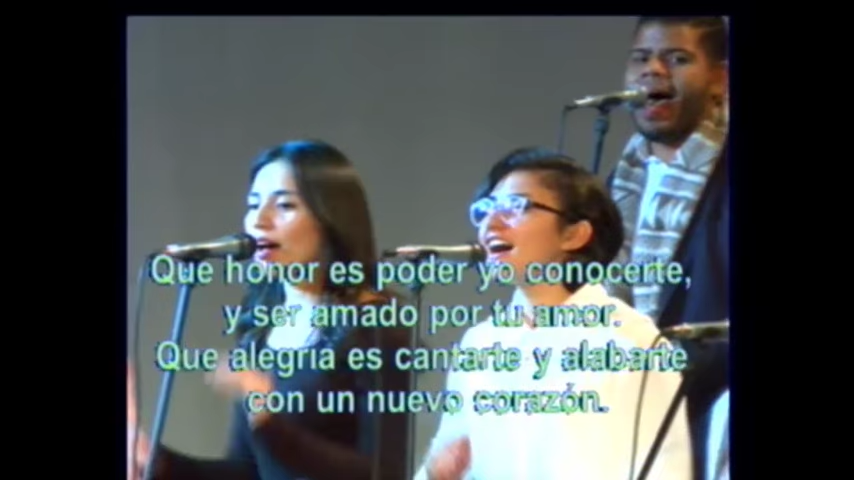 Que honor es poder yo conocerte,
y ser amado por tu amor.
Que alegria es cantarte y alabarte
con un nuevo corazón.